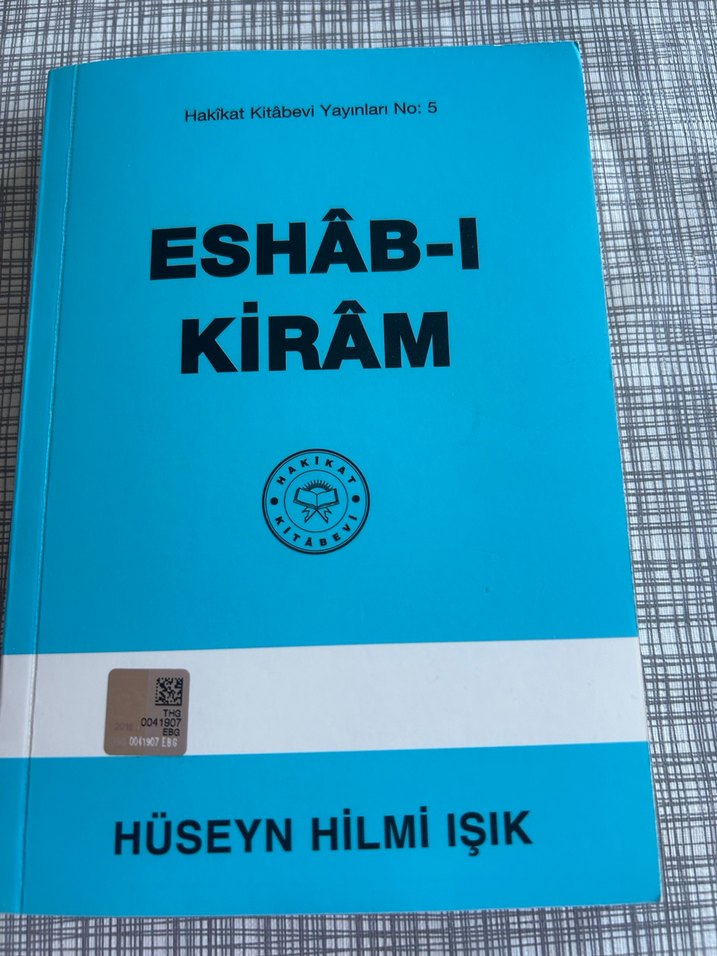 Hakîkat Kitâbevi Yayınları No: 5
ESHÂB-I
KİRÂM
HAKÎKAT
KİTÂBEVİ
THG
0041907
EBG
0041907 EBG
HÜSEYN HİLMİ IŞIK